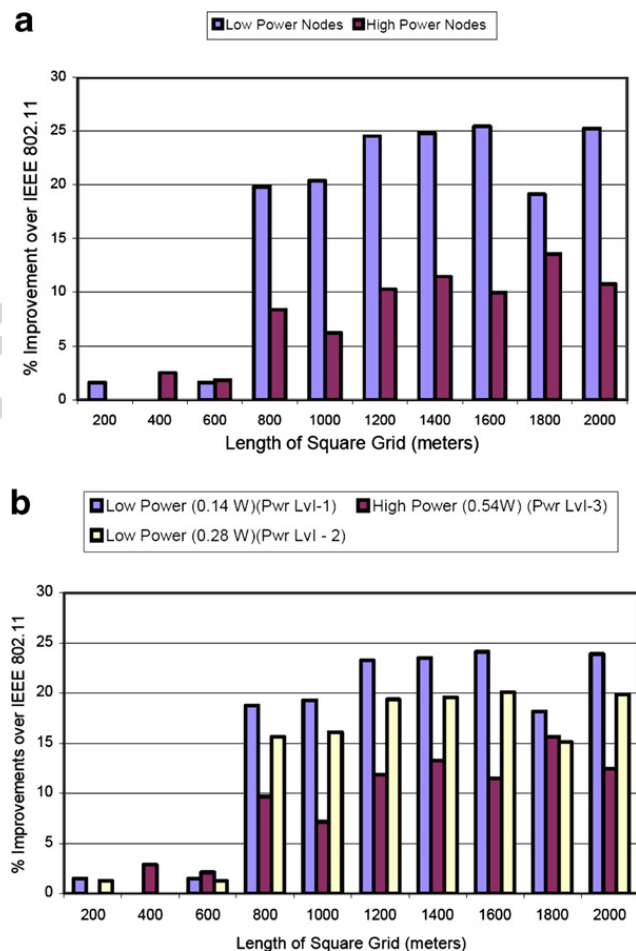 a
Low Power Nodes High Power Nodes
30
25
20
15
10
5
0
% Improvement over IEEE 802.11
200 400 600 800 1000 1200 1400 1600 1800 2000
Length of Square Grid (meters)
b
Low Power (0.14 W)(Pwr Lvl-1) High Power (0.54W) (Pwr Lvl-3)
Low Power (0.28 W)(Pwr Lvl - 2)
30
25
20
15
10
5
0
% Improvements over IEEE 802.11
200 400 600 800 1000 1200 1400 1600 1800 2000
Length of Square Grid (meters)